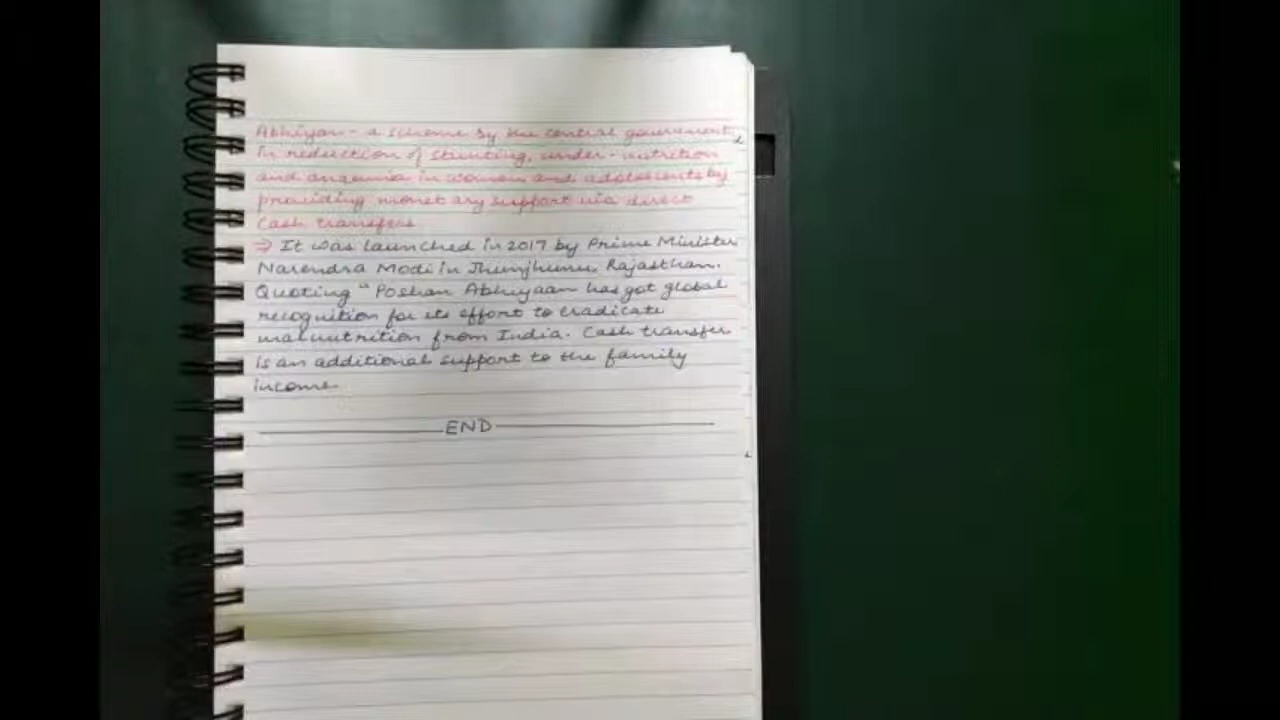 Abhiyan - a scheme by the central government
in reduction of stunting, under-nutrition
and anaemia in women and adolescents by
providing monetary support via direct
cash transfers
⇒ It was launched in 2017 by Prime Minister
Narendra Modi in Jhunjhunu, Rajasthan.
Quoting "Poshan Abhiyaan has got global
recognition for its effort to eradicate
malnutrition from India. Cash transfer
is an additional support to the family
income
END